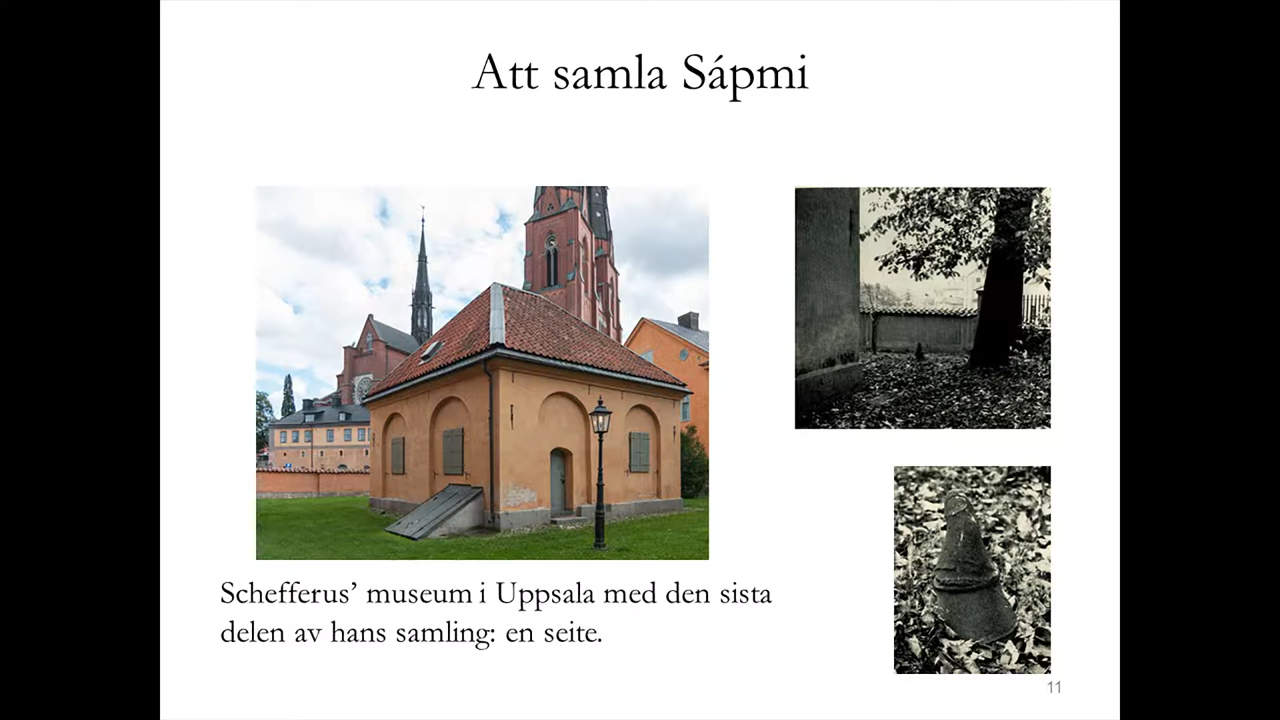 Att samla Sápmi
Schefferus’ museum i Uppsala med den sista
delen av hans samling: en seite.
11